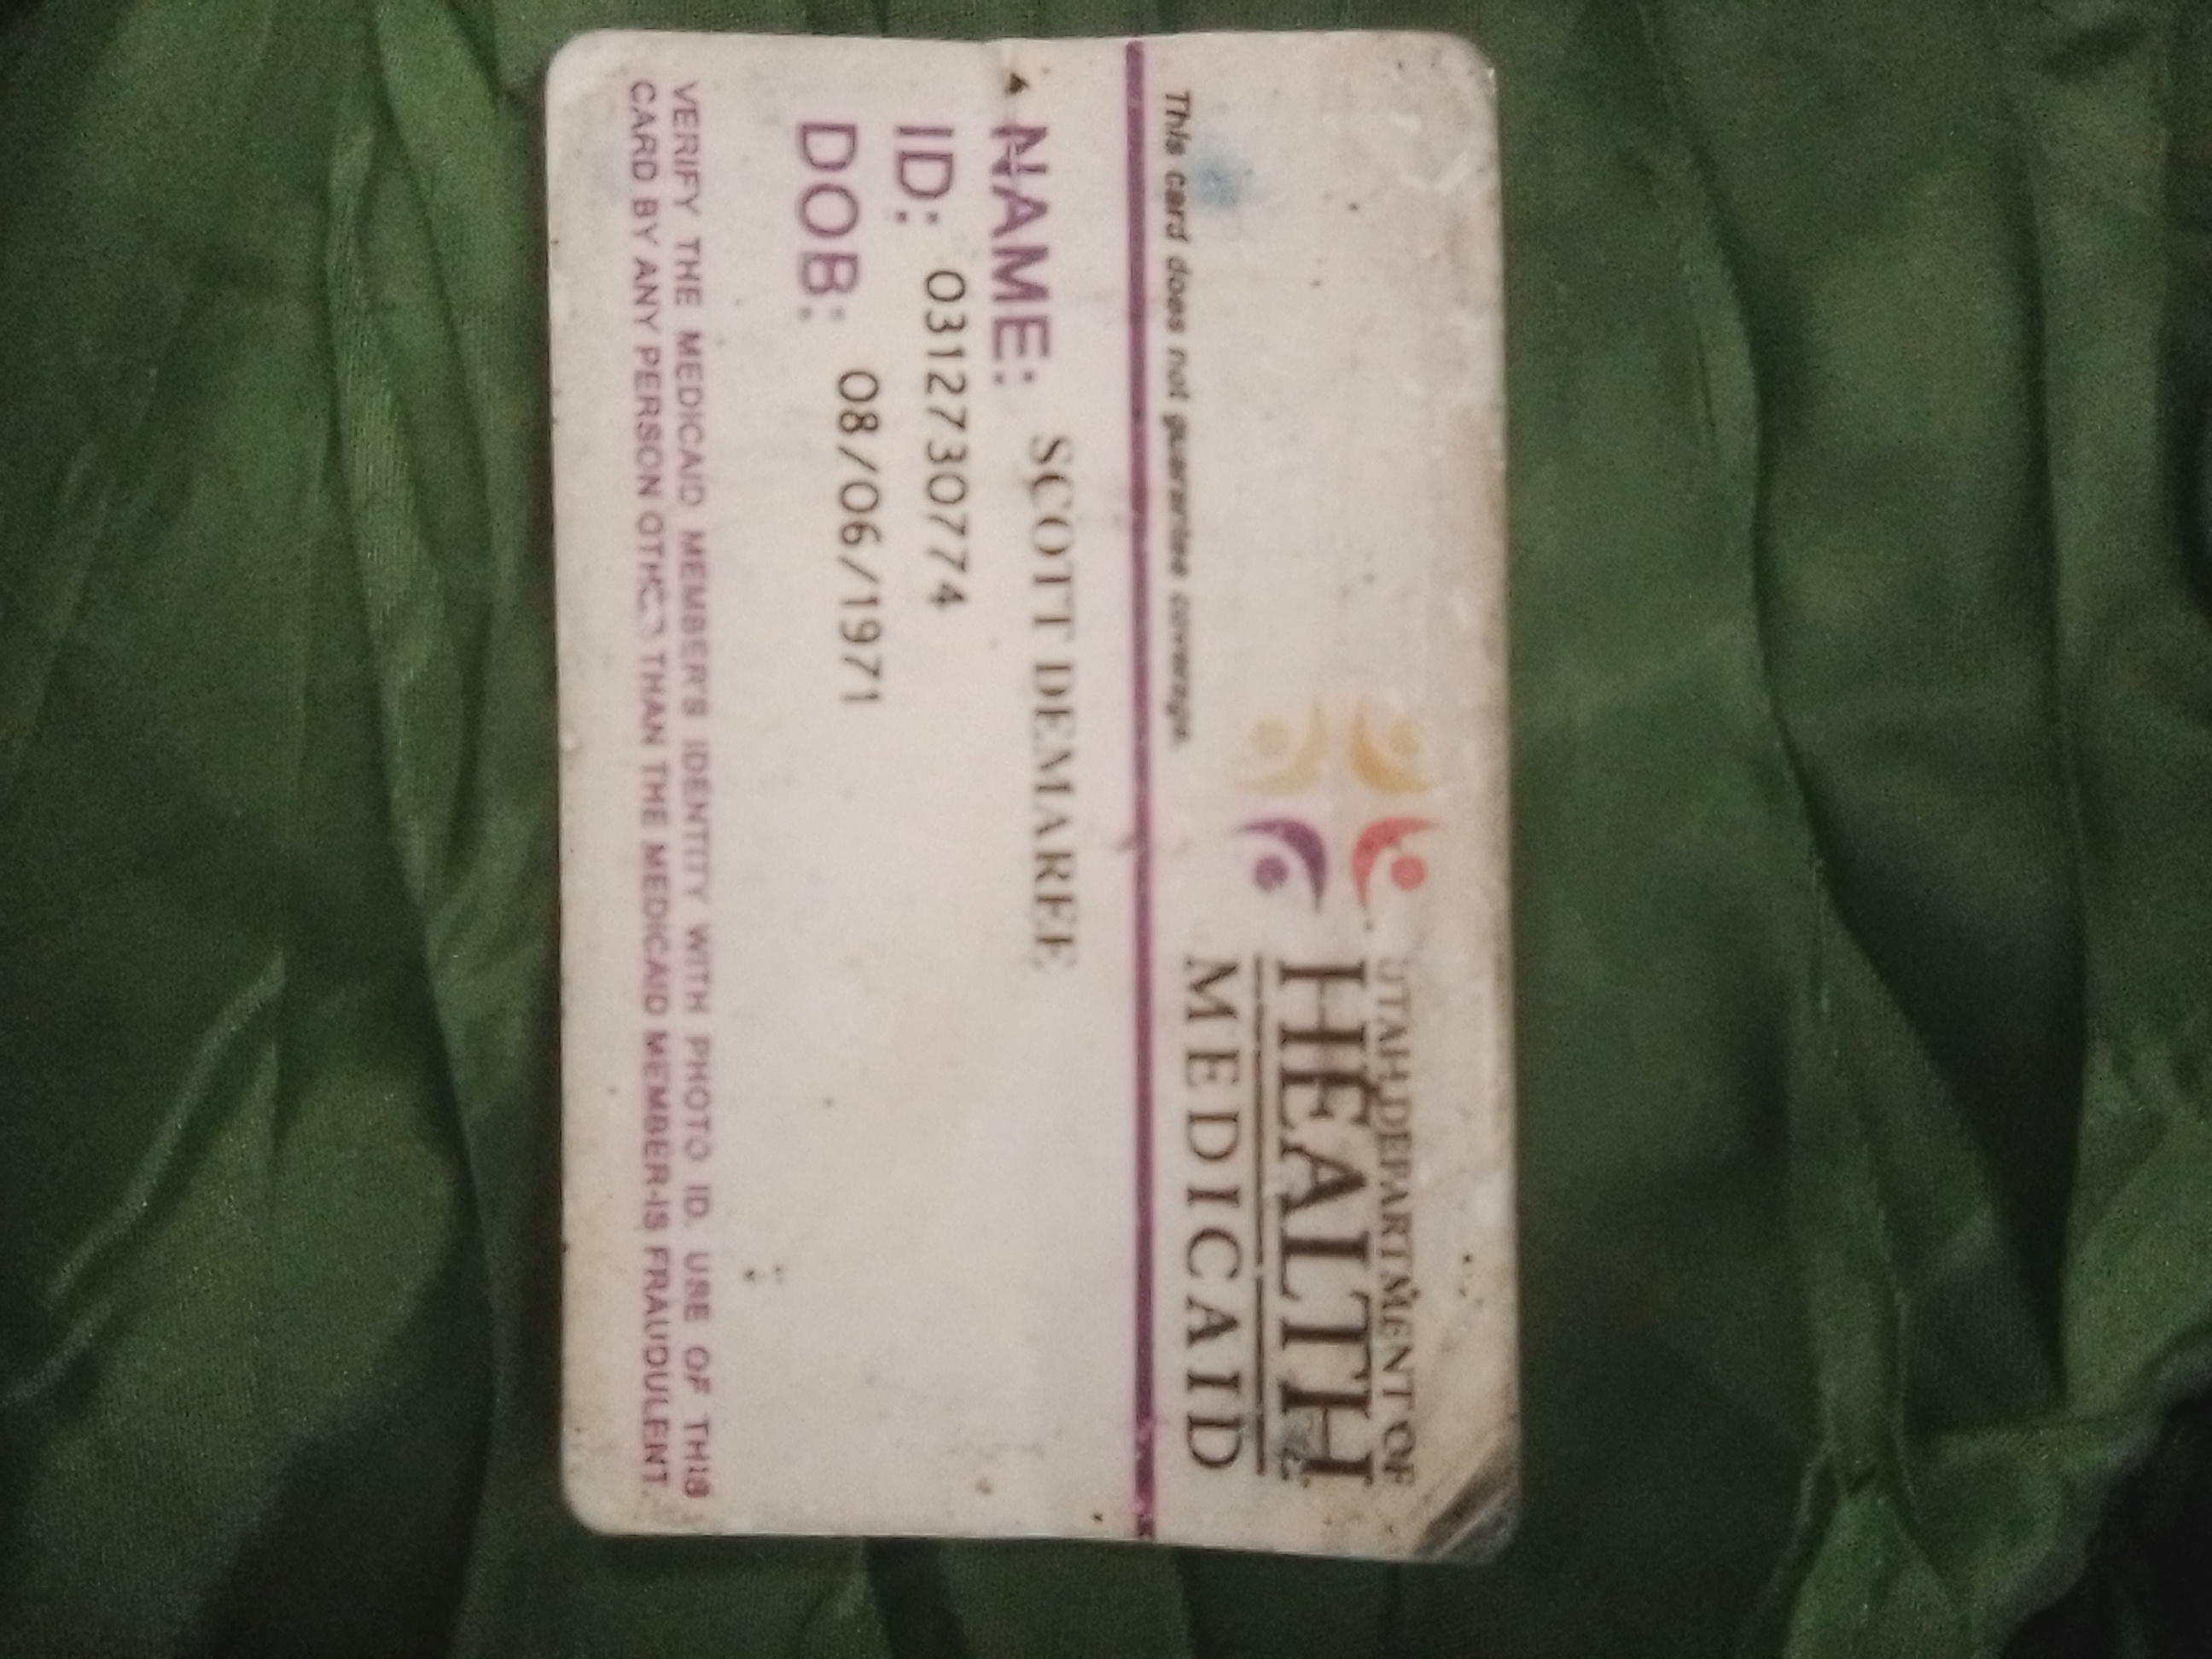 UTAH DEPARTMENT OF
HEALTH
MEDICAID
This card does not guarantee coverage.
NAME: SCOTT DEMAREE
ID: 0312730774
DOB: 08/06/1971
VERIFY THE MEDICAID MEMBER'S IDENTITY WITH PHOTO ID. USE OF THIS
CARD BY ANY PERSON OTHER THAN THE MEDICAID MEMBER IS FRAUDULENT.